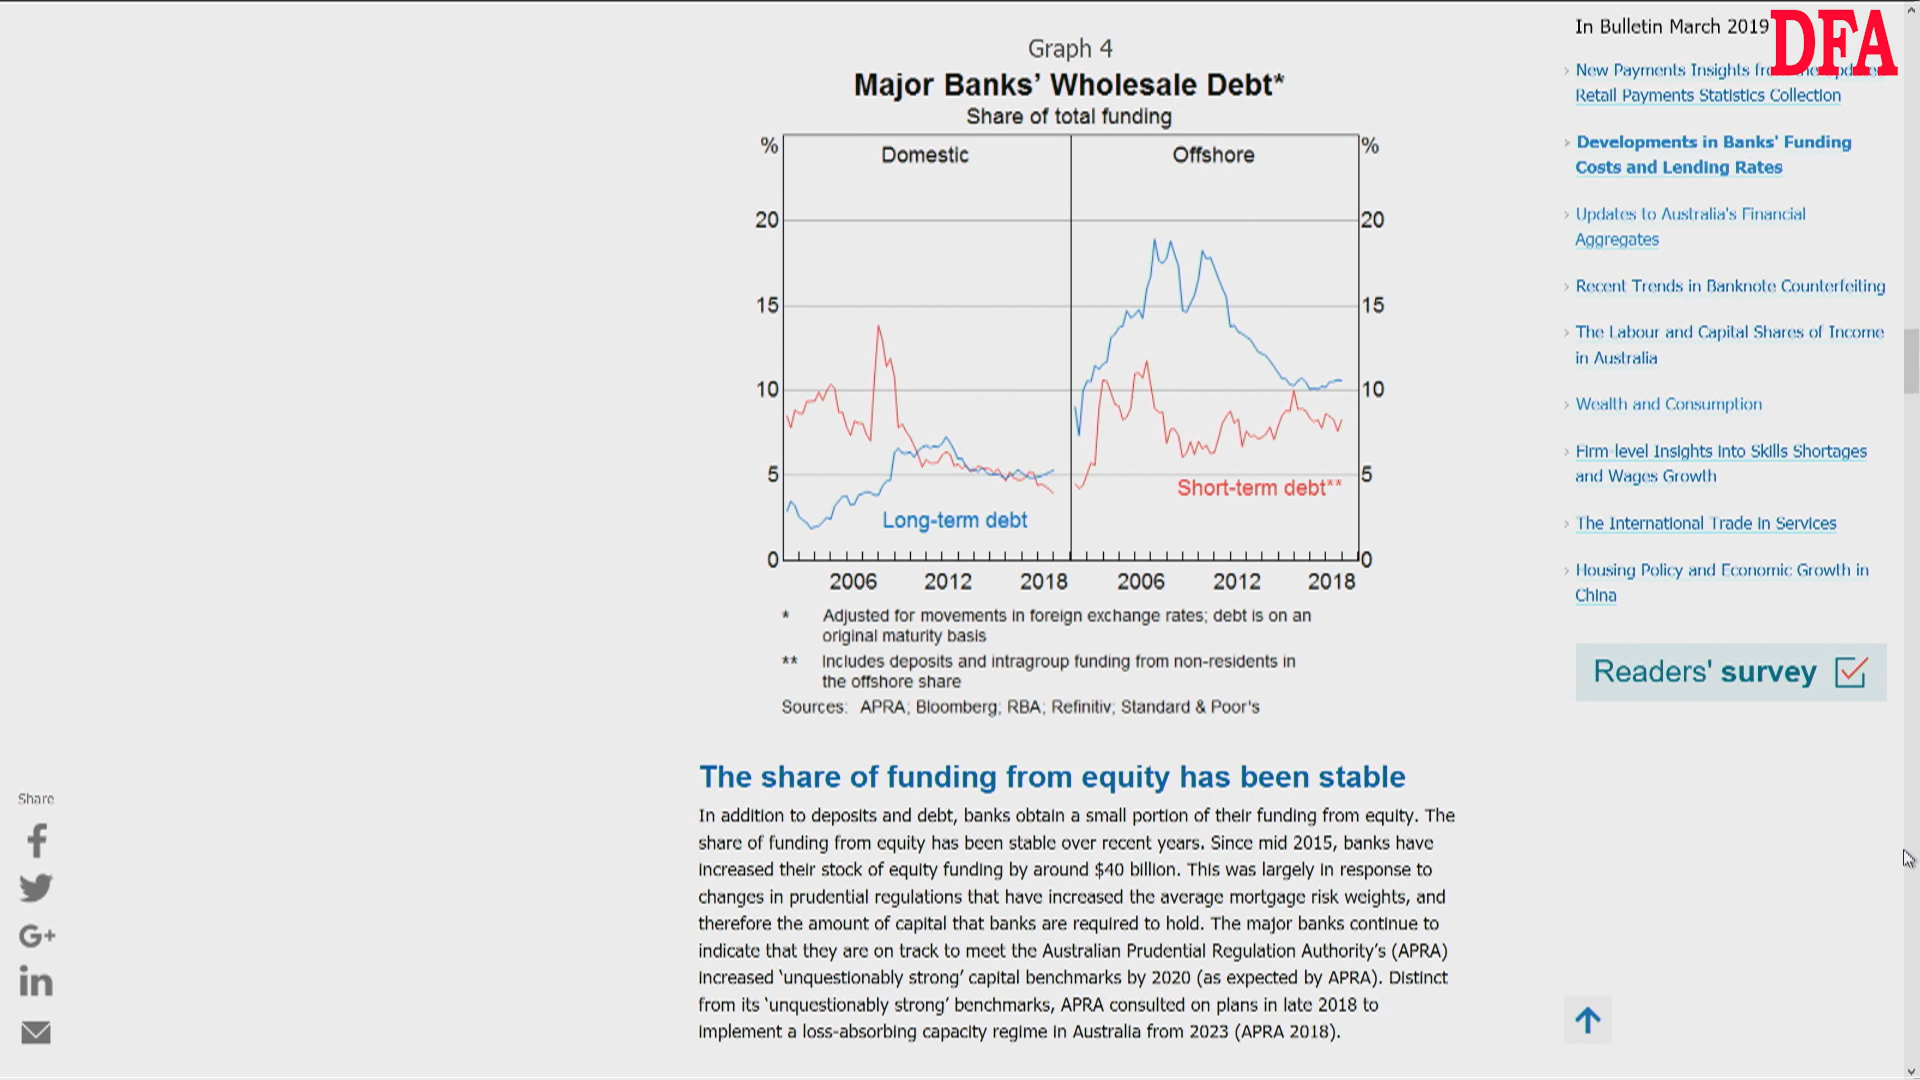 Graph 4
Major Banks' Wholesale Debt*
Share of total funding
% Domestic Offshore %
20 20
15 15
10 10
5 5
Short-term debt**
Long-term debt
0 0
2006 2012 2018 2006 2012 2018
* Adjusted for movements in foreign exchange rates; debt is on an
original maturity basis
** Includes deposits and intragroup funding from non-residents in
the offshore share
Sources: APRA; Bloomberg; RBA; Refinitiv; Standard & Poor's
The share of funding from equity has been stable
In addition to deposits and debt, banks obtain a small portion of their funding from equity. The
share of funding from equity has been stable over recent years. Since mid 2015, banks have
increased their stock of equity funding by around $40 billion. This was largely in response to
changes in prudential regulations that have increased the average mortgage risk weights, and
therefore the amount of capital that banks are required to hold. The major banks continue to
indicate that they are on track to meet the Australian Prudential Regulation Authority's (APRA)
increased 'unquestionably strong' capital benchmarks by 2020 (as expected by APRA). Distinct
from its 'unquestionably strong' benchmarks, APRA consulted on plans in late 2018 to
implement a loss-absorbing capacity regime in Australia from 2023 (APRA 2018).
In Bulletin March 2019
DFA
New Payments Insights
Retail Payments Statistics Collection
Developments in Banks' Funding
Costs and Lending Rates
Updates to Australia's Financial
Aggregates
Recent Trends in Banknote Counterfeiting
The Labour and Capital Shares of Income
in Australia
Wealth and Consumption
Firm-level Insights into Skills Shortages
and Wages Growth
The International Trade in Services
Housing Policy and Economic Growth in
China
Readers' survey
Share
G+
in